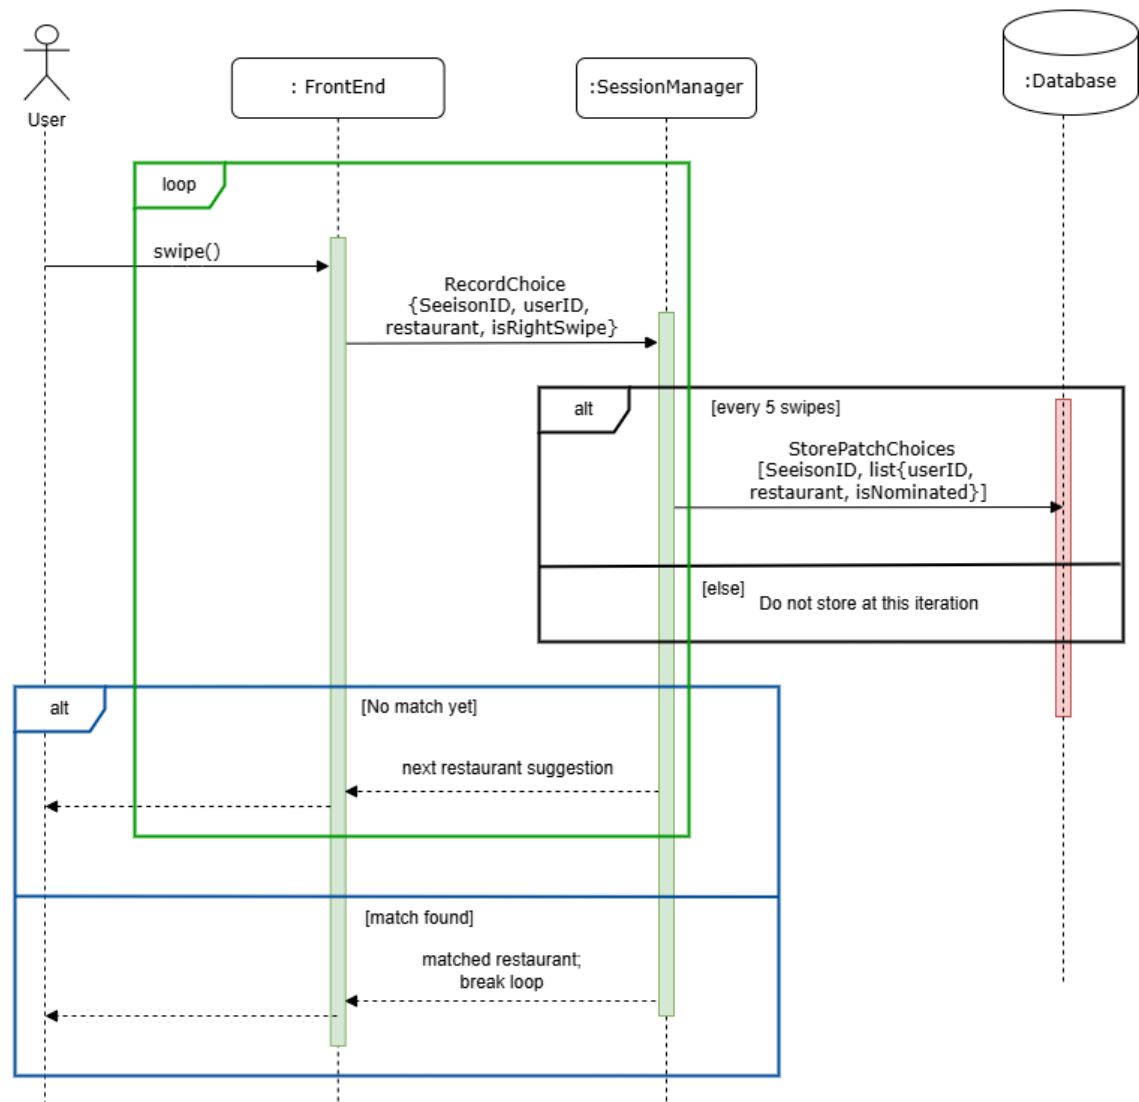 User
: FrontEnd
:SessionManager
:Database
loop
swipe()
RecordChoice
{SeeisonID, userID,
restaurant, isRightSwipe}
alt
[every 5 swipes]
StorePatchChoices
[SeeisonID, list{userID,
restaurant, isNominated}]
[else]
Do not store at this iteration
alt
[No match yet]
next restaurant suggestion
[match found]
matched restaurant;
break loop